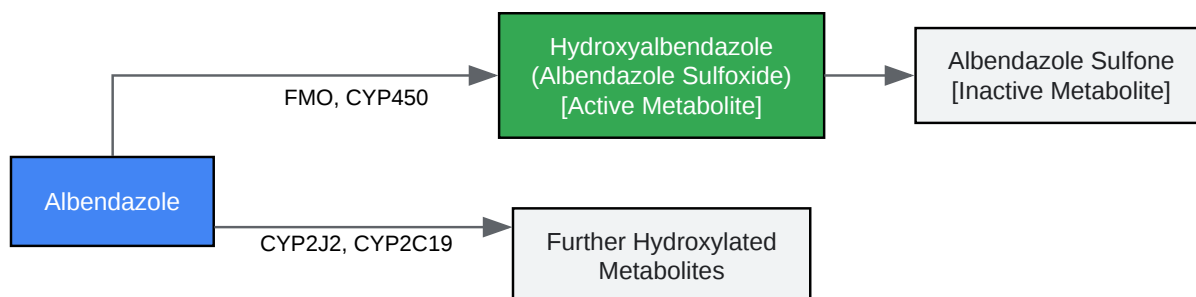 Hydroxyalbendazole
(Albendazole Sulfoxide)
[Active Metabolite]
Albendazole Sulfone
[Inactive Metabolite]
FMO, CYP450
Albendazole
CYP2J2, CYP2C19
Further Hydroxylated
Metabolites